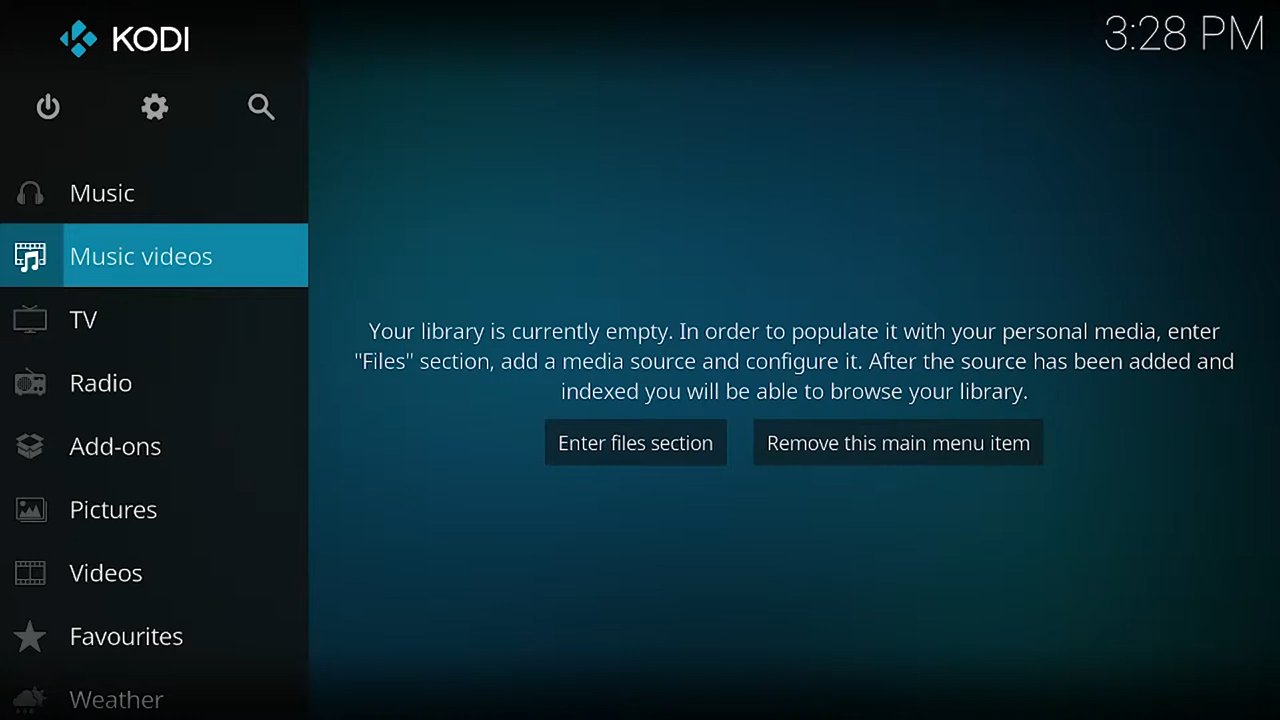 KODI
3:28 PM
Music
Music videos
TV
Radio
Add-ons
Pictures
Videos
Favourites
Weather
Your library is currently empty. In order to populate it with your personal media, enter
"Files" section, add a media source and configure it. After the source has been added and
indexed you will be able to browse your library.
Enter files section
Remove this main menu item